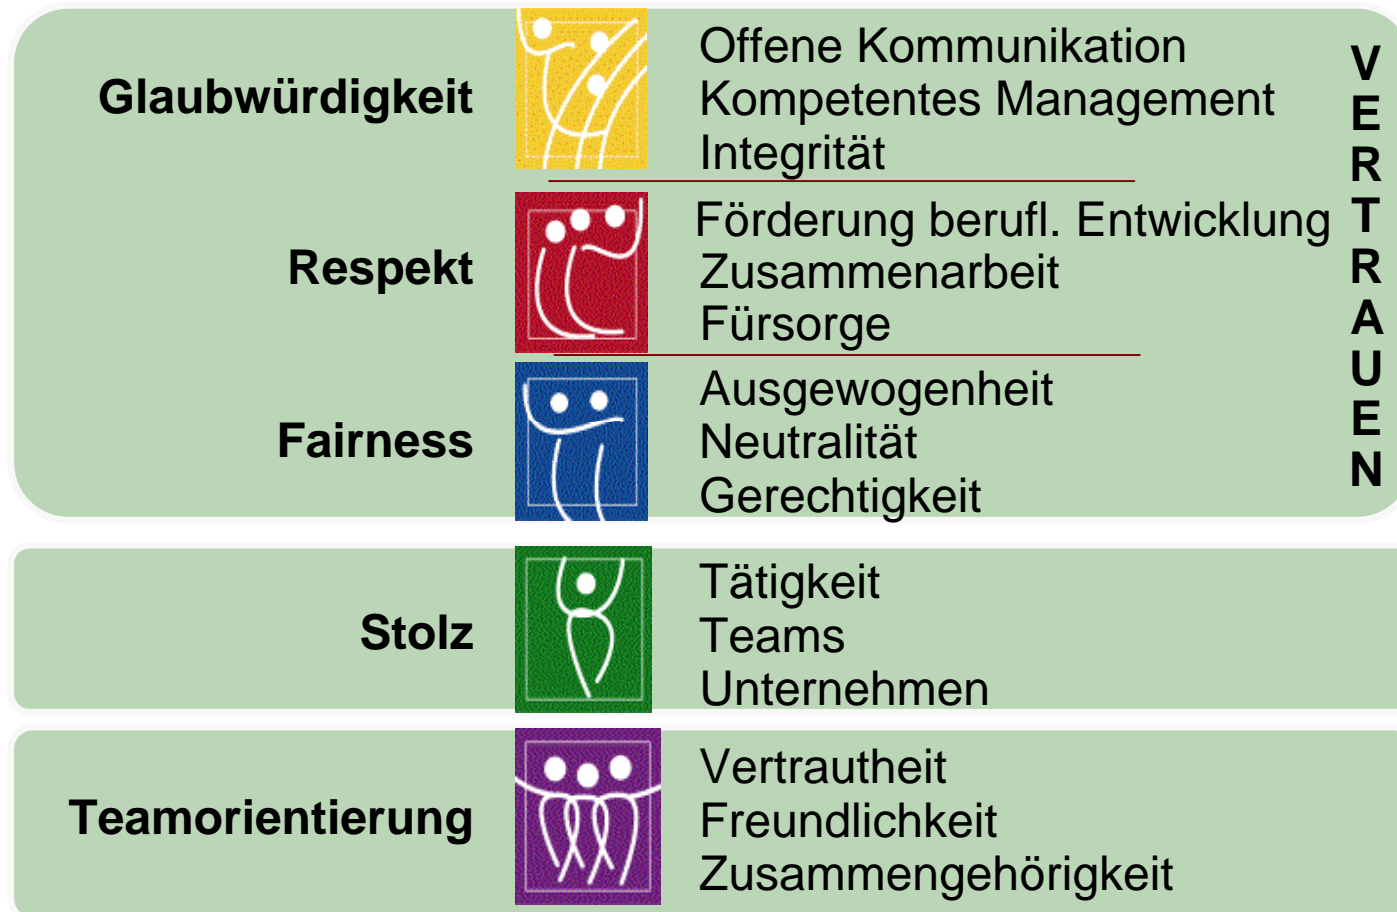 Glaubwürdigkeit
Offene Kommunikation
Kompetentes Management
Integrität
Respekt
Förderung berufl. Entwicklung
Zusammenarbeit
Fürsorge
Fairness
Ausgewogenheit
Neutralität
Gerechtigkeit
VERTRAUEN
Stolz
Tätigkeit
Teams
Unternehmen
Teamorientierung
Vertrautheit
Freundlichkeit
Zusammengehörigkeit